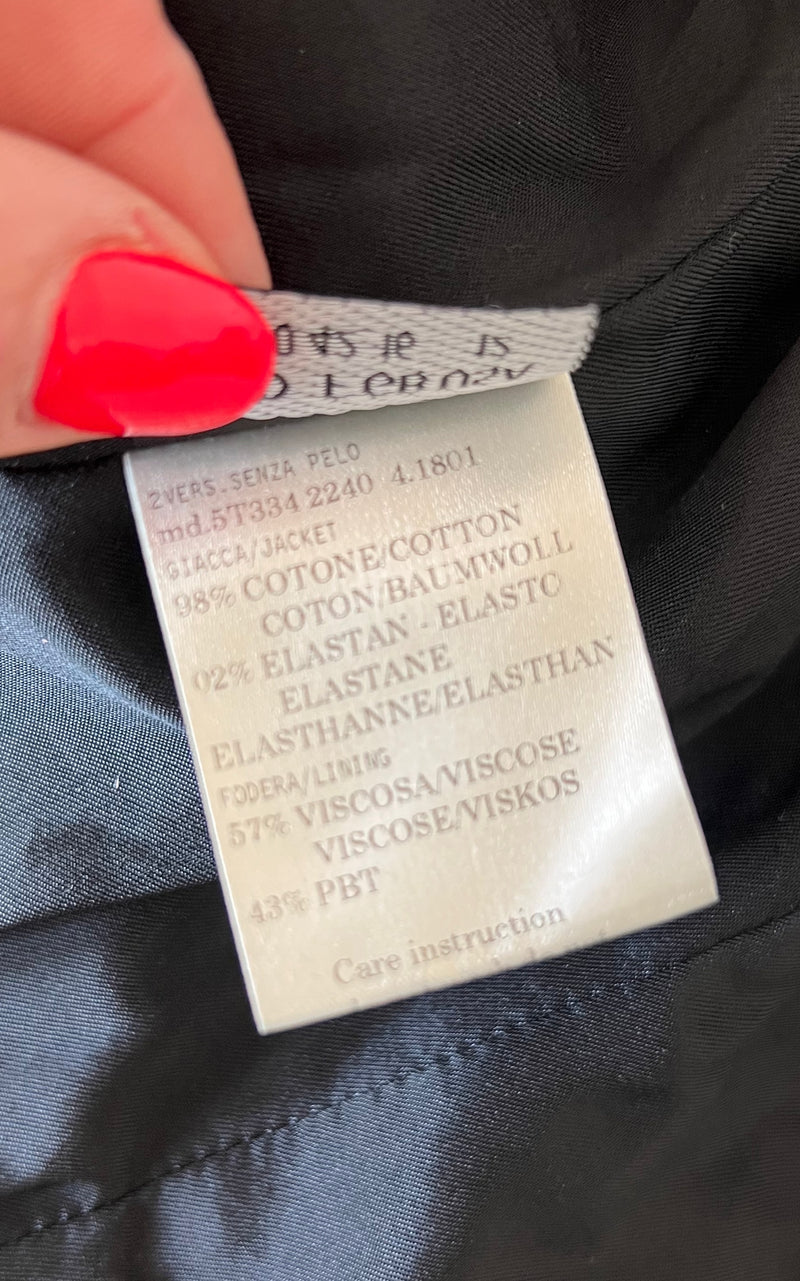 2VERS.SENZA PELO
md.5T334 2240 4.1801
GIACCA/JACKET
98% COTONE/COTTON
COTON/BAUMWOLL
02% ELASTAN - ELASTO
ELASTANE
ELASTHANNE/ELASTHAN
FODERA/LINING
57% VISCOSA/VISCOSE
VISCOSE/VISKOS
43% PBT
Care instruction